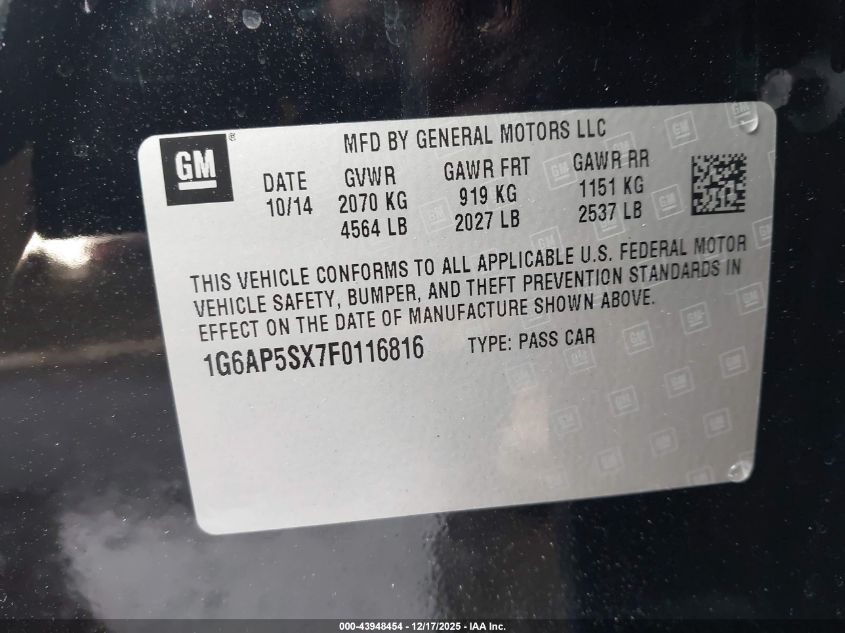 GM®
MFD BY GENERAL MOTORS LLC
DATE GVWR GAWR FRT GAWR RR
10/14 2070 KG 919 KG 1151 KG
4564 LB 2027 LB 2537 LB
THIS VEHICLE CONFORMS TO ALL APPLICABLE U.S. FEDERAL MOTOR
VEHICLE SAFETY, BUMPER, AND THEFT PREVENTION STANDARDS IN
EFFECT ON THE DATE OF MANUFACTURE SHOWN ABOVE.
1G6AP5SX7F0116816 TYPE: PASS CAR
000-43948454 - 12/17/2025 - IAA Inc.